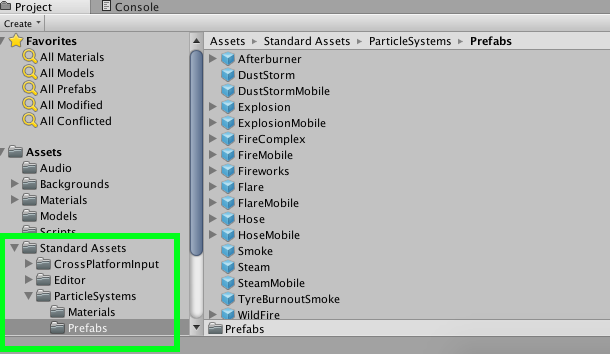 Project
Console
Create
Favorites
All Materials
All Models
All Prefabs
All Modified
All Conflicted
Assets
Audio
Backgrounds
Materials
Models
Scripts
Standard Assets
CrossPlatformInput
Editor
ParticleSystems
Materials
Prefabs
Assets Standard Assets ParticleSystems Prefabs
Afterburner
DustStorm
DustStormMobile
Explosion
ExplosionMobile
FireComplex
FireMobile
Fireworks
Flare
FlareMobile
Hose
HoseMobile
Smoke
Steam
SteamMobile
TyreBurnoutSmoke
WildFire
Prefabs